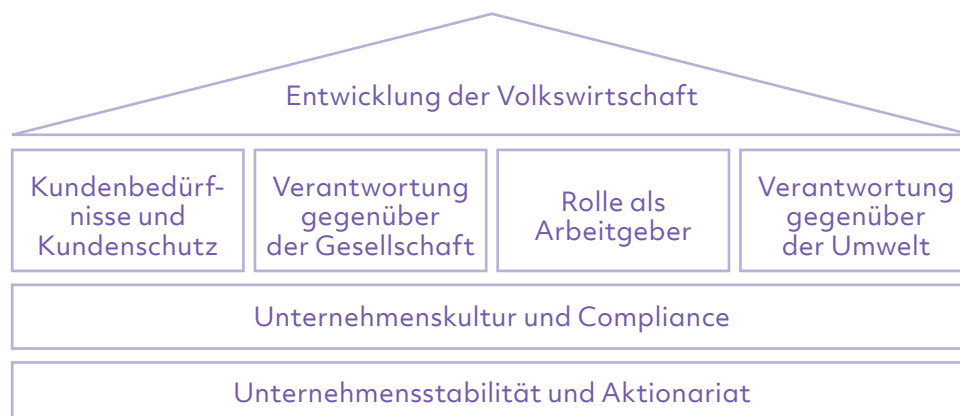 Entwicklung der Volkswirtschaft
Kundenbedürf-
nisse und
Kundenschutz
Verantwortung
gegenüber
der Gesellschaft
Rolle als
Arbeitgeber
Verantwortung
gegenüber
der Umwelt
Unternehmenskultur und Compliance
Unternehmensstabilität und Aktionariat